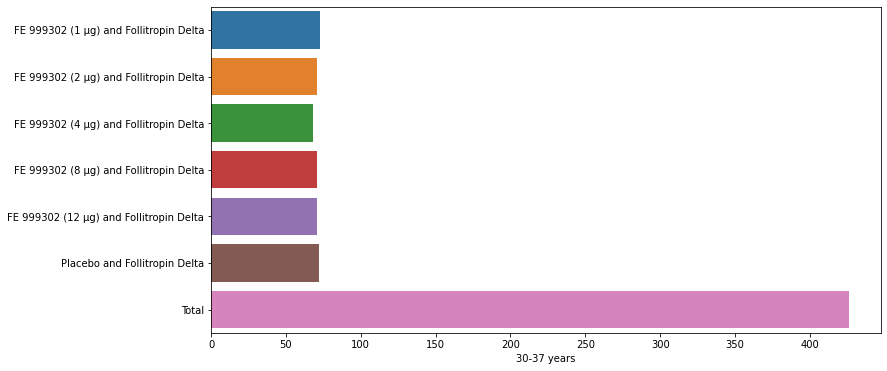 FE 999302 (1 µg) and Follitropin Delta
FE 999302 (2 µg) and Follitropin Delta
FE 999302 (4 µg) and Follitropin Delta
FE 999302 (8 µg) and Follitropin Delta
FE 999302 (12 µg) and Follitropin Delta
Placebo and Follitropin Delta
Total
0 50 100 150 200 250 300 350 400
30-37 years